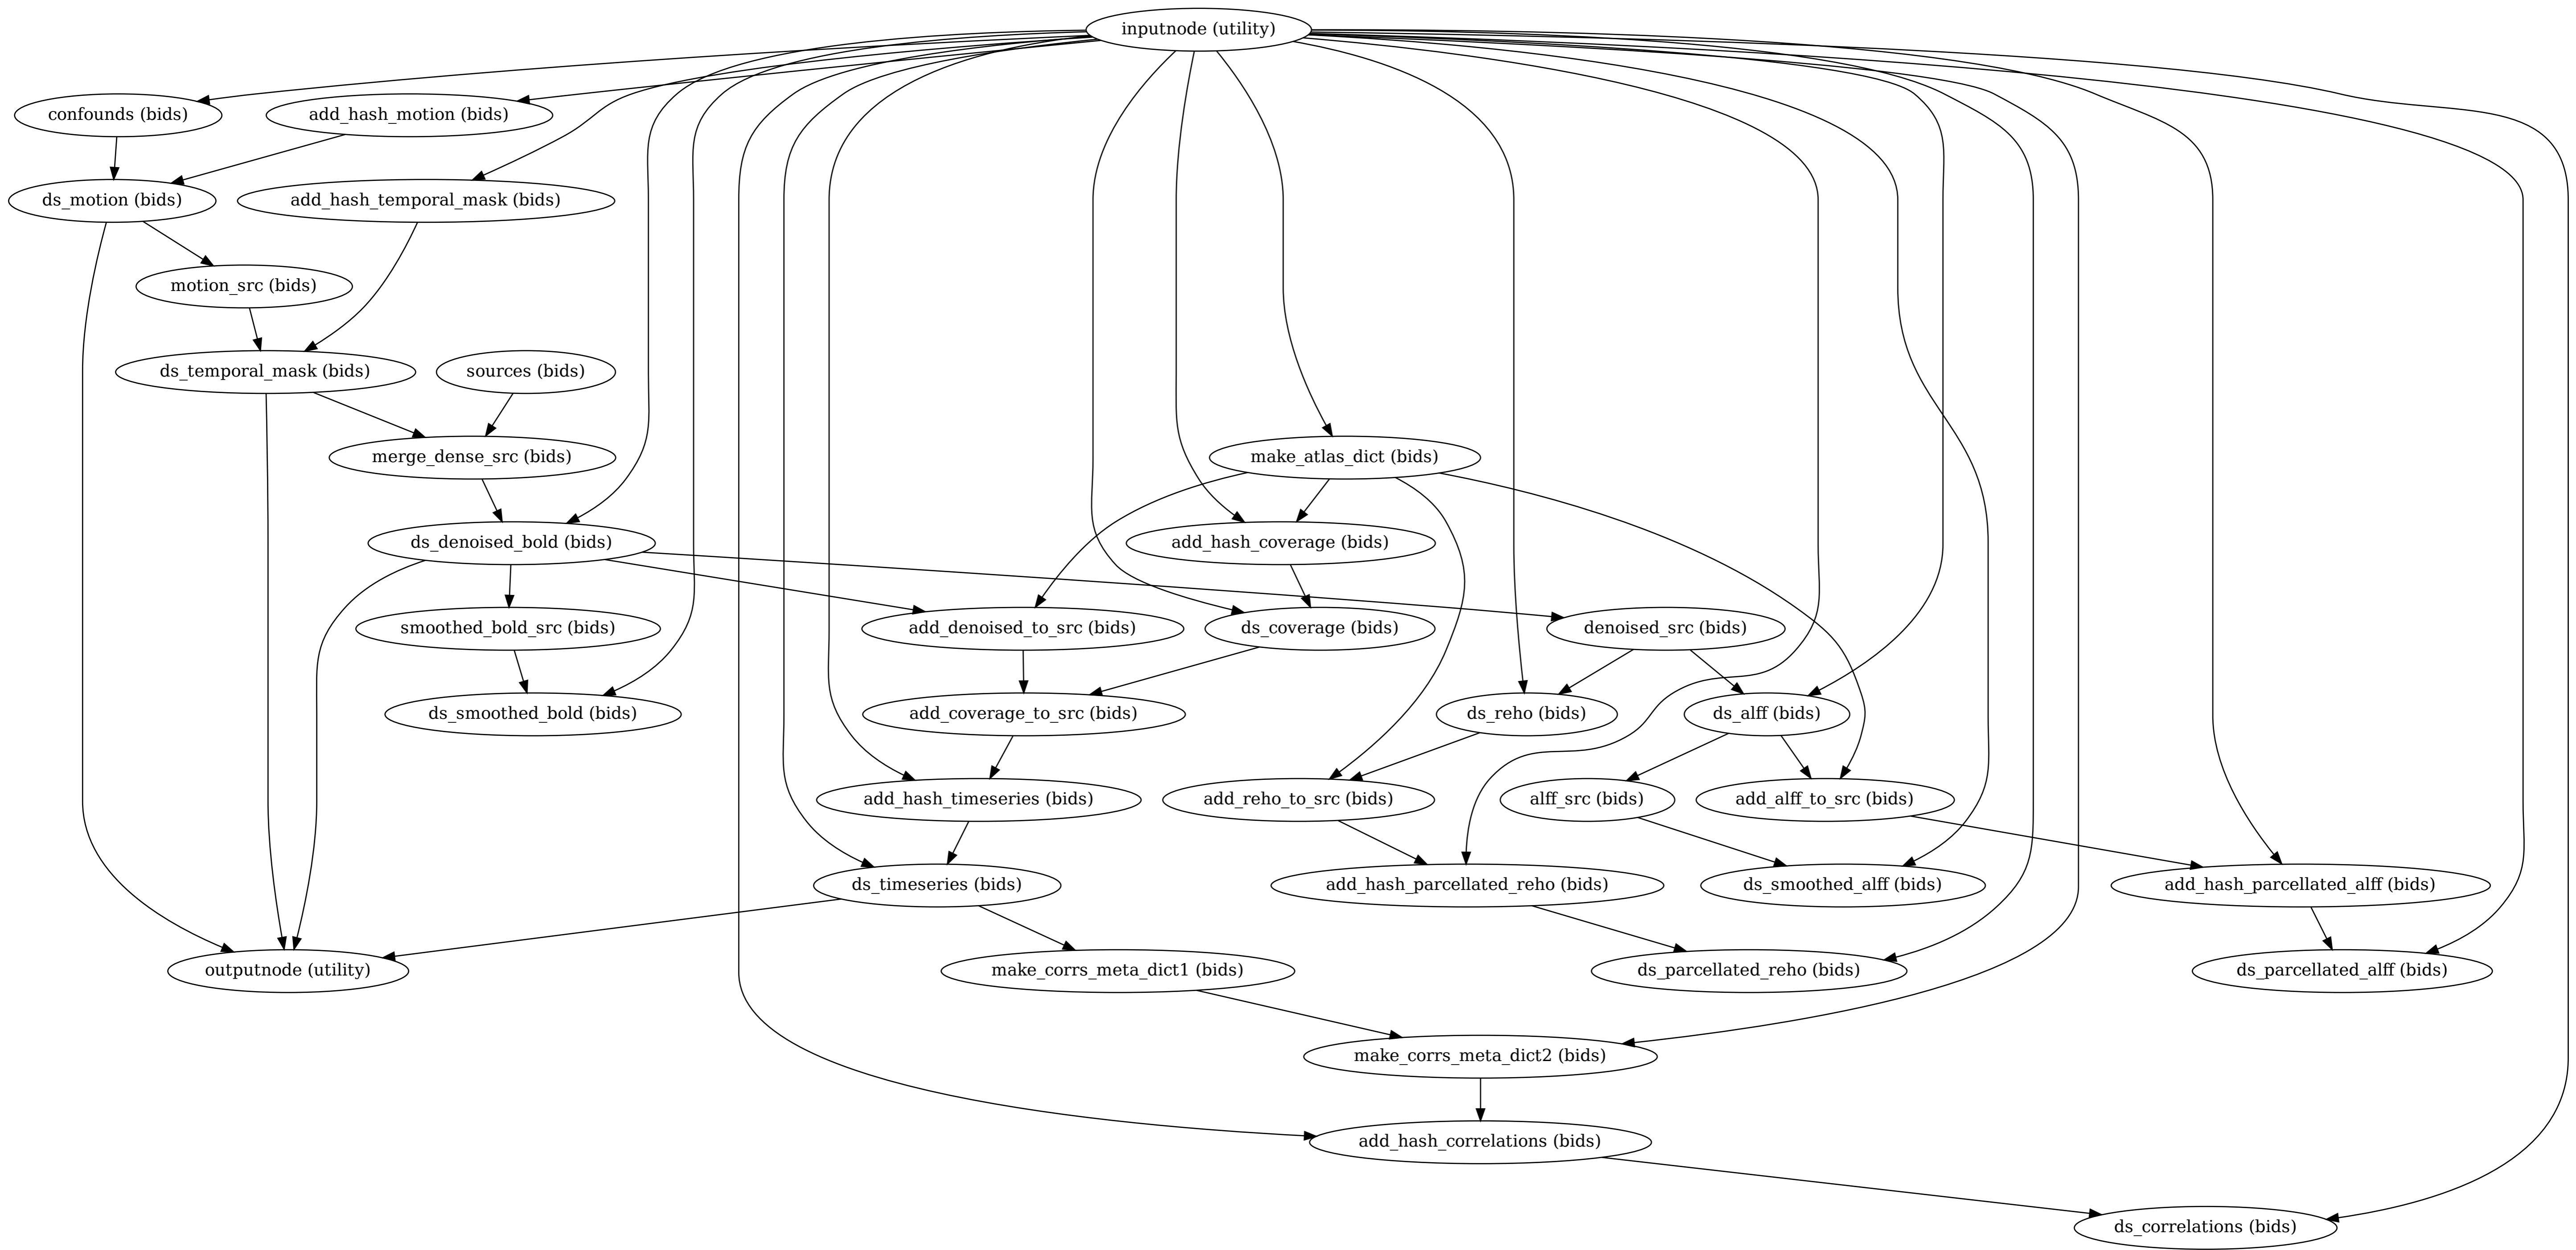 inputnode (utility)
confounds (bids)
add_hash_motion (bids)
ds_motion (bids)
add_hash_temporal_mask (bids)
motion_src (bids)
ds_temporal_mask (bids)
sources (bids)
merge_dense_src (bids)
make_atlas_dict (bids)
ds_denoised_bold (bids)
add_hash_coverage (bids)
smoothed_bold_src (bids)
add_denoised_to_src (bids)
ds_coverage (bids)
denoised_src (bids)
ds_smoothed_bold (bids)
add_coverage_to_src (bids)
ds_reho (bids)
ds_alff (bids)
add_hash_timeseries (bids)
add_reho_to_src (bids)
alff_src (bids)
add_alff_to_src (bids)
ds_timeseries (bids)
add_hash_parcellated_reho (bids)
ds_smoothed_alff (bids)
add_hash_parcellated_alff (bids)
outputnode (utility)
make_corrs_meta_dict1 (bids)
ds_parcellated_reho (bids)
ds_parcellated_alff (bids)
make_corrs_meta_dict2 (bids)
add_hash_correlations (bids)
ds_correlations (bids)